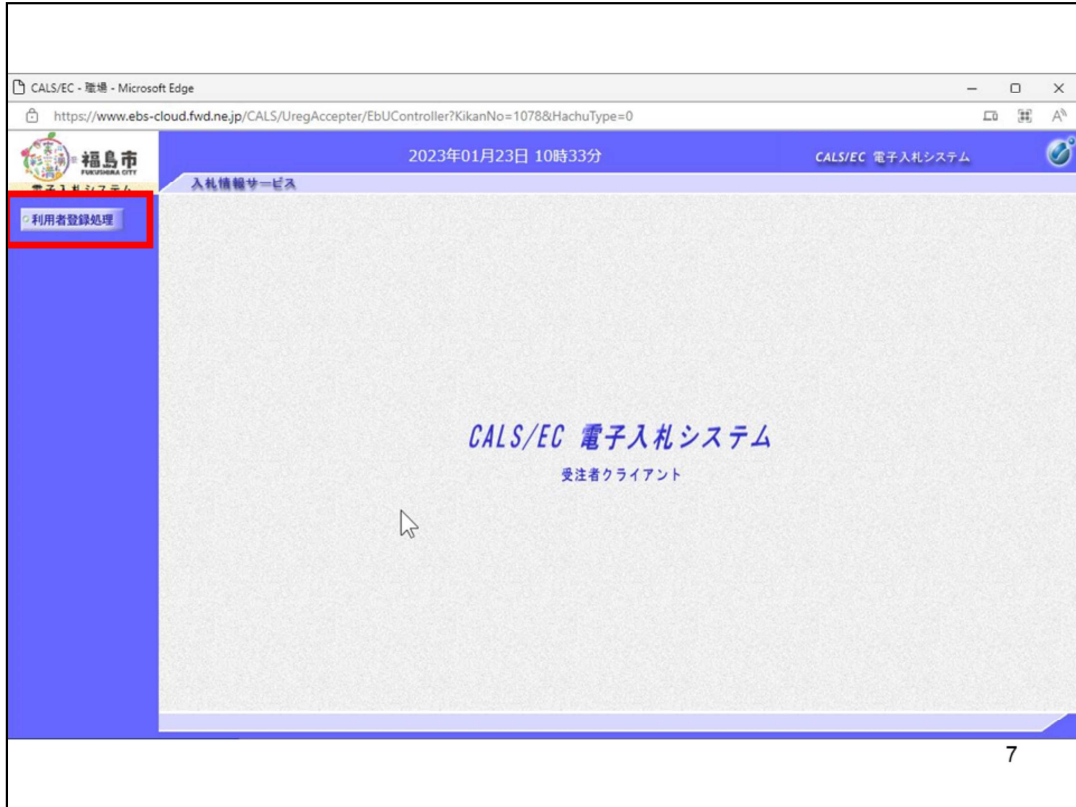 CALS/EC - 職場 - Microsoft Edge
https://www.ebs-cloud.fwd.ne.jp/CALS/UregAccepter/EbUController?KikanNo=1078&HachuType=0
福島市
FUKUSHIMA CITY
電子入札システム
2023年01月23日 10時33分
CALS/EC 電子入札システム
入札情報サービス
利用者登録処理
CALS/EC 電子入札システム
受注者クライアント
7